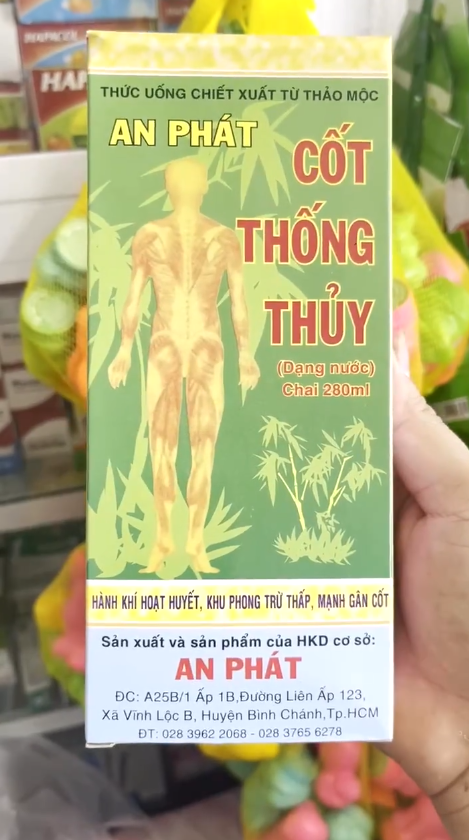 THỨC UỐNG CHIẾT XUẤT TỪ THẢO MỘC
AN PHÁT
CỐT
THỐNG
THỦY
(Dạng nước)
Chai 280ml
HÀNH KHÍ HOẠT HUYẾT, KHU PHONG TRỪ THẤP, MẠNH GÂN CỐT
Sản xuất và sản phẩm của HKD cơ sở:
AN PHÁT
ĐC: A25B/1 Ấp 1B,Đường Liên Ấp 123,
Xã Vĩnh Lộc B, Huyện Bình Chánh,Tp.HCM
ĐT: 028 3962 2068 - 028 3765 6278